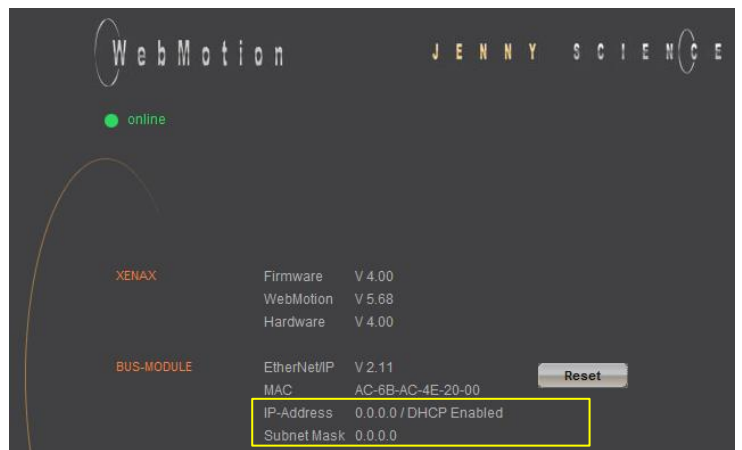 WebMotion JENNY SCIENCE
online
XENAX Firmware V 4.00
WebMotion V 5.68
Hardware V 4.00
BUS-MODULE EtherNet/IP V 2.11 Reset
MAC AC-6B-AC-4E-20-00
IP-Address 0.0.0.0 / DHCP Enabled
Subnet Mask 0.0.0.0